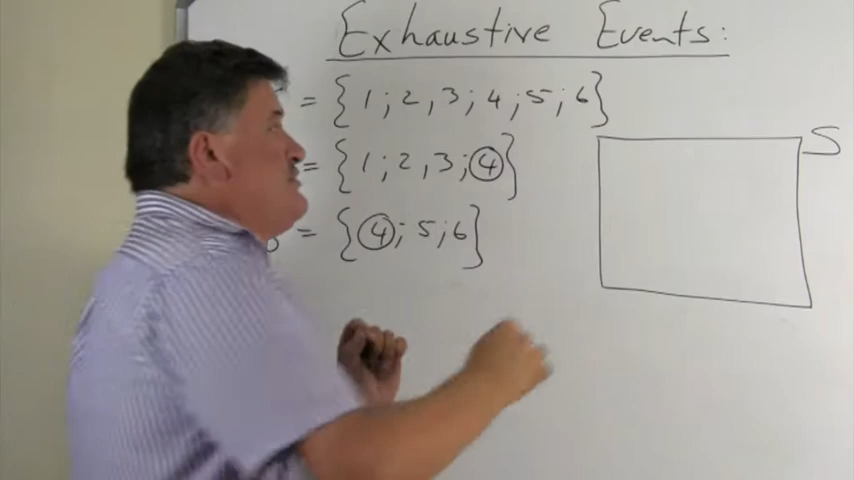 Exhaustive Events:
= {1;2,3;4;5;6}
S
= {1;2,3;4}
= {4;5;6}